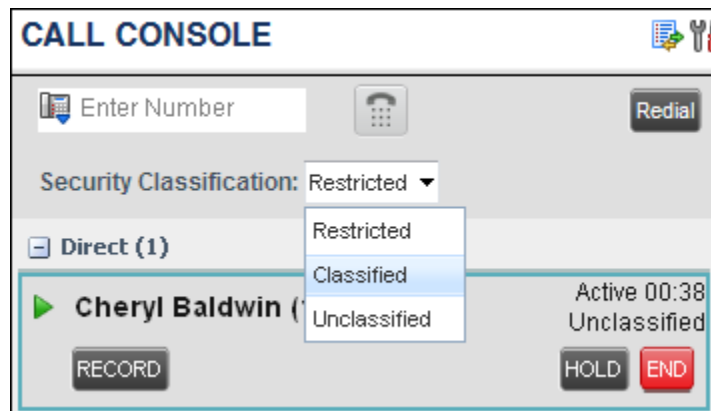 CALL CONSOLE
Enter Number
Redial
Security Classification: Restricted
Restricted
Direct (1)
Classified
Cheryl Baldwin (
Active 00:38
Unclassified
Unclassified
RECORD
HOLD END